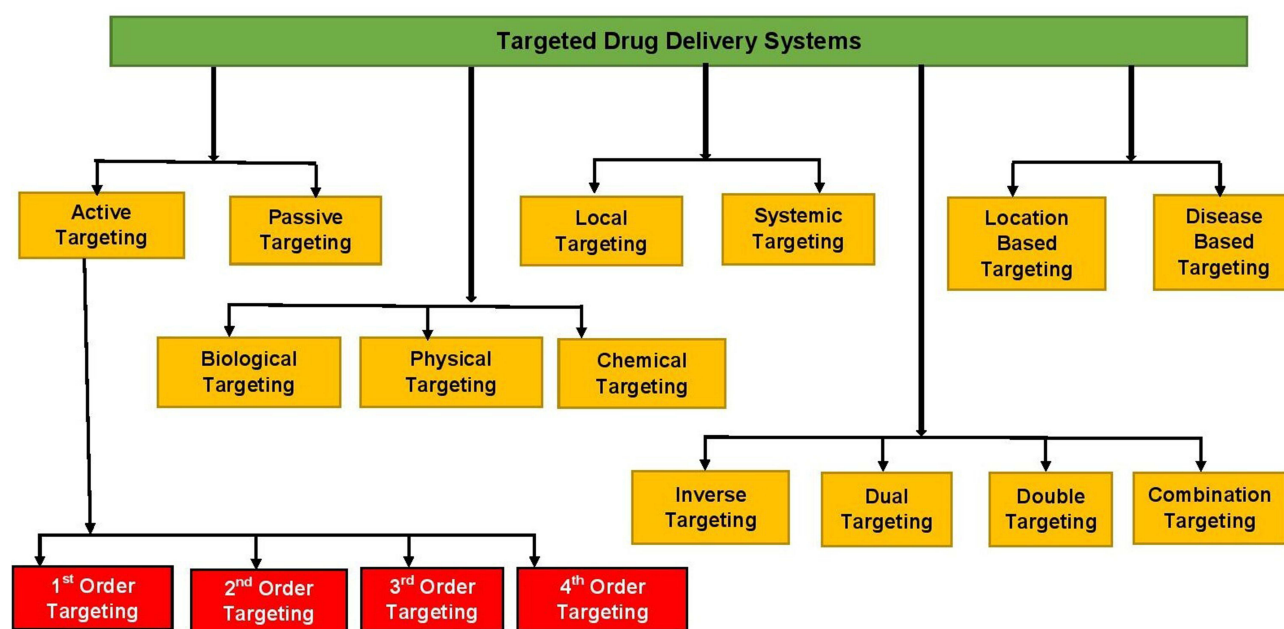 Targeted Drug Delivery Systems
Active
Targeting
Passive
Targeting
Local
Targeting
Systemic
Targeting
Location
Based
Targeting
Disease
Based
Targeting
Biological
Targeting
Physical
Targeting
Chemical
Targeting
Inverse
Targeting
Dual
Targeting
Double
Targeting
Combination
Targeting
1st Order
Targeting
2nd Order
Targeting
3rd Order
Targeting
4th Order
Targeting